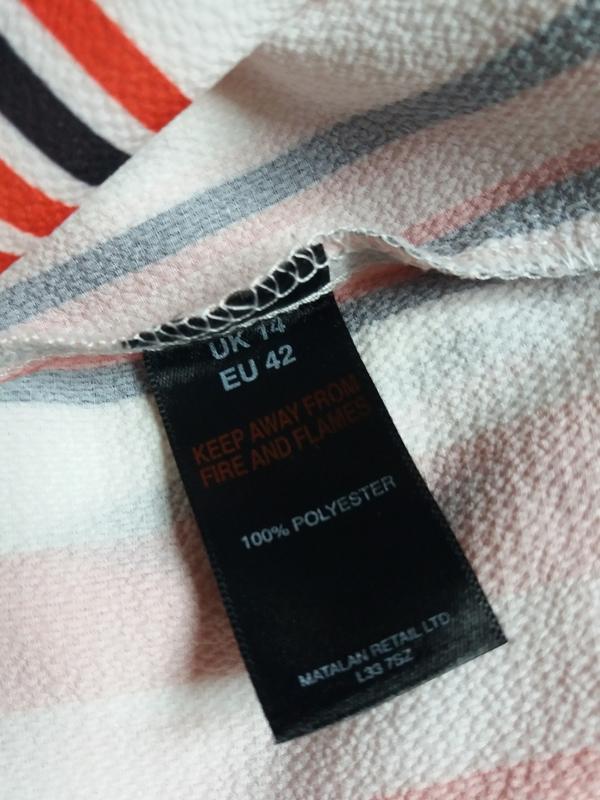 UK 14
EU 42
KEEP AWAY FROM
FIRE AND FLAMES
100% POLYESTER
MATALAN RETAIL LTD
L33 7SZ